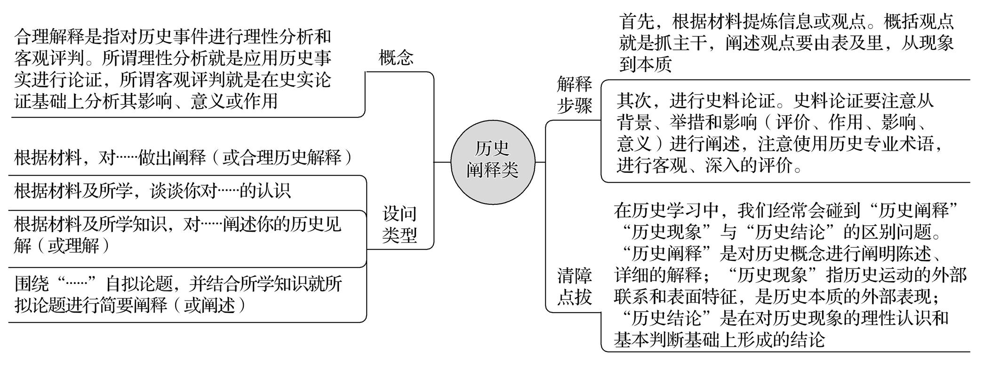 合理解释是指对历史事件进行理性分析和
客观评判。所谓理性分析就是应用历史事
实进行论证，所谓客观评判就是在史实论
证基础上分析其影响、意义或作用
概念
根据材料，对……做出阐释（或合理历史解释）
根据材料及所学，谈谈你对……的认识
根据材料及所学知识，对……阐述你的历史见
解（或理解）
围绕“……”自拟论题，并结合所学知识就所
拟论题进行简要阐释（或阐述）
设问
类型
历史
阐释类
解释
步骤
首先，根据材料提炼信息或观点。概括观点
就是抓主干，阐述观点要由表及里，从现象
到本质
其次，进行史料论证。史料论证要注意从
背景、举措和影响（评价、作用、影响、
意义）进行阐述，注意使用历史专业术语，
进行客观、深入的评价。
清障
点拔
在历史学习中，我们经常会碰到“历史阐释”
“历史现象”与“历史结论”的区别问题。
“历史阐释”是对历史概念进行阐明陈述、
详细的解释；“历史现象”指历史运动的外部
联系和表面特征，是历史本质的外部表现；
“历史结论”是在对历史现象的理性认识和
基本判断基础上形成的结论